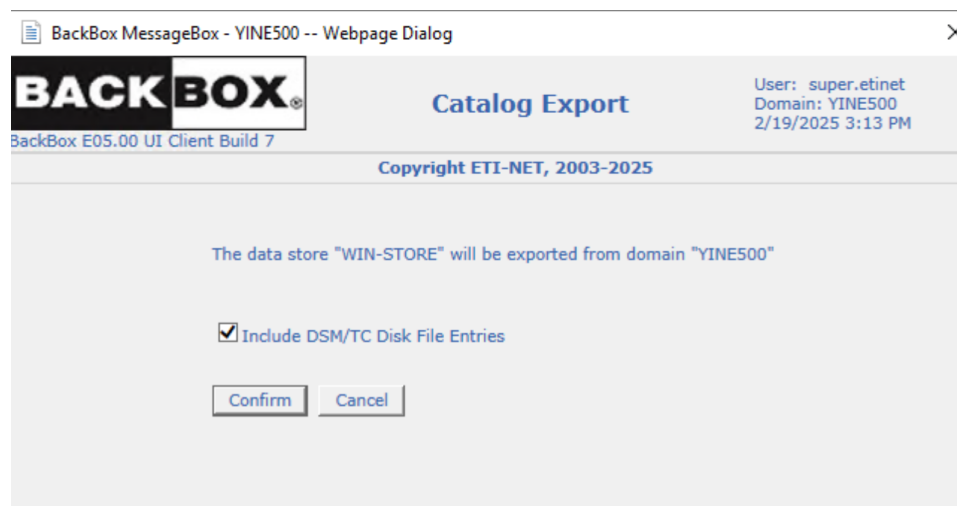 BackBox MessageBox - YINE500 -- Webpage Dialog
BACKBOX®
Catalog Export
User: super.etinet
Domain: YINE500
2/19/2025 3:13 PM
BackBox E05.00 UI Client Build 7
Copyright ETI-NET, 2003-2025
The data store "WIN-STORE" will be exported from domain "YINE500"
Include DSM/TC Disk File Entries
Confirm Cancel